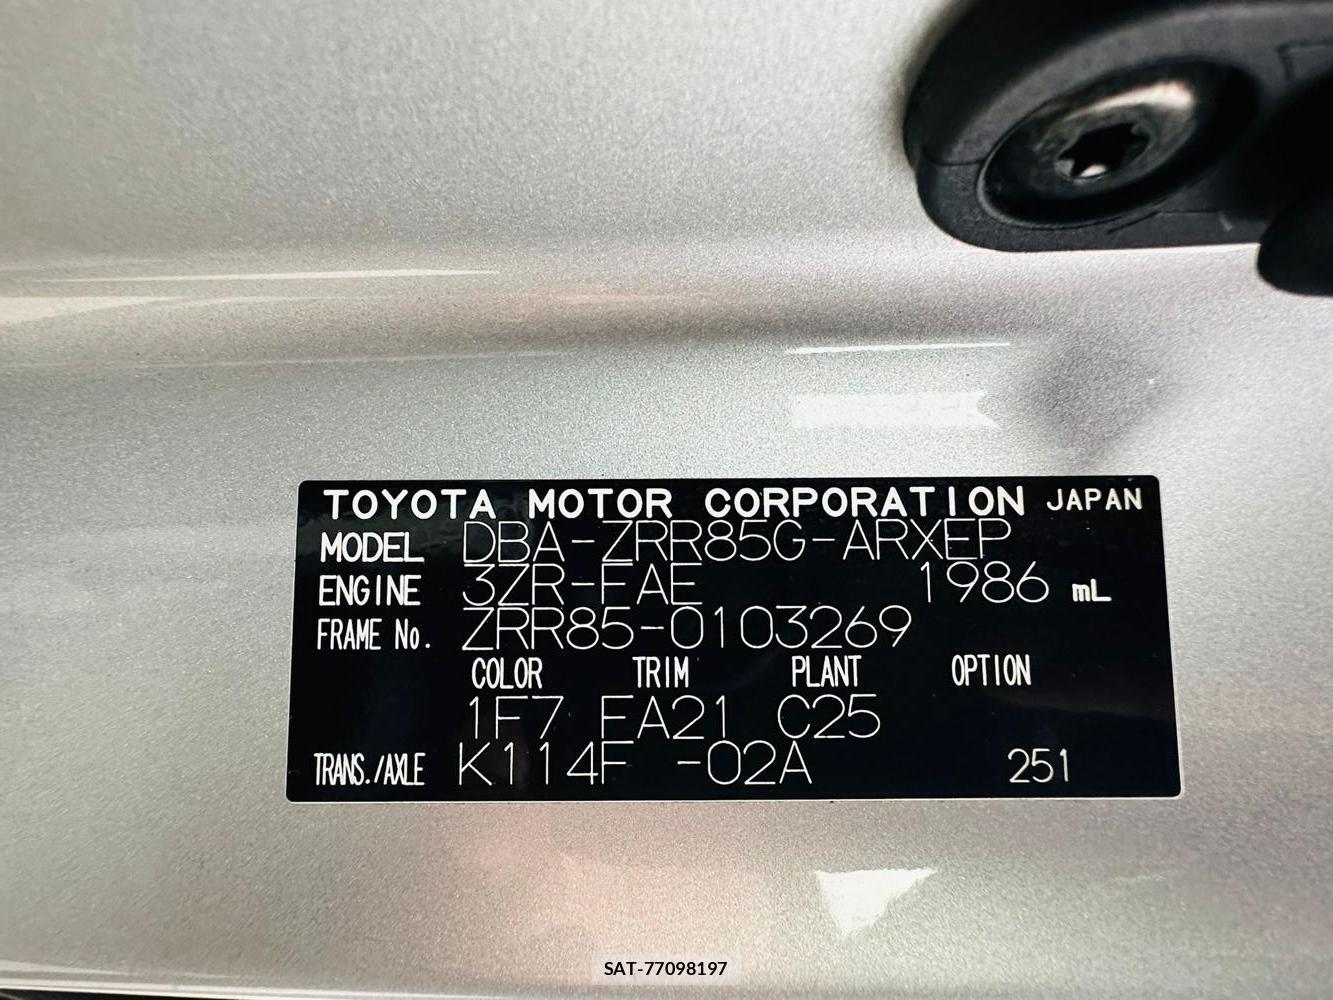 TOYOTA MOTOR CORPORATION JAPAN
MODEL DBA-ZRR85G-ARXEP
ENGINE 3ZR-FAE 1986 mL
FRAME No. ZRR85-0103269
COLOR TRIM PLANT OPTION
1F7 FA21 C25
TRANS./AXLE K114F -02A 251
SAT-77098197